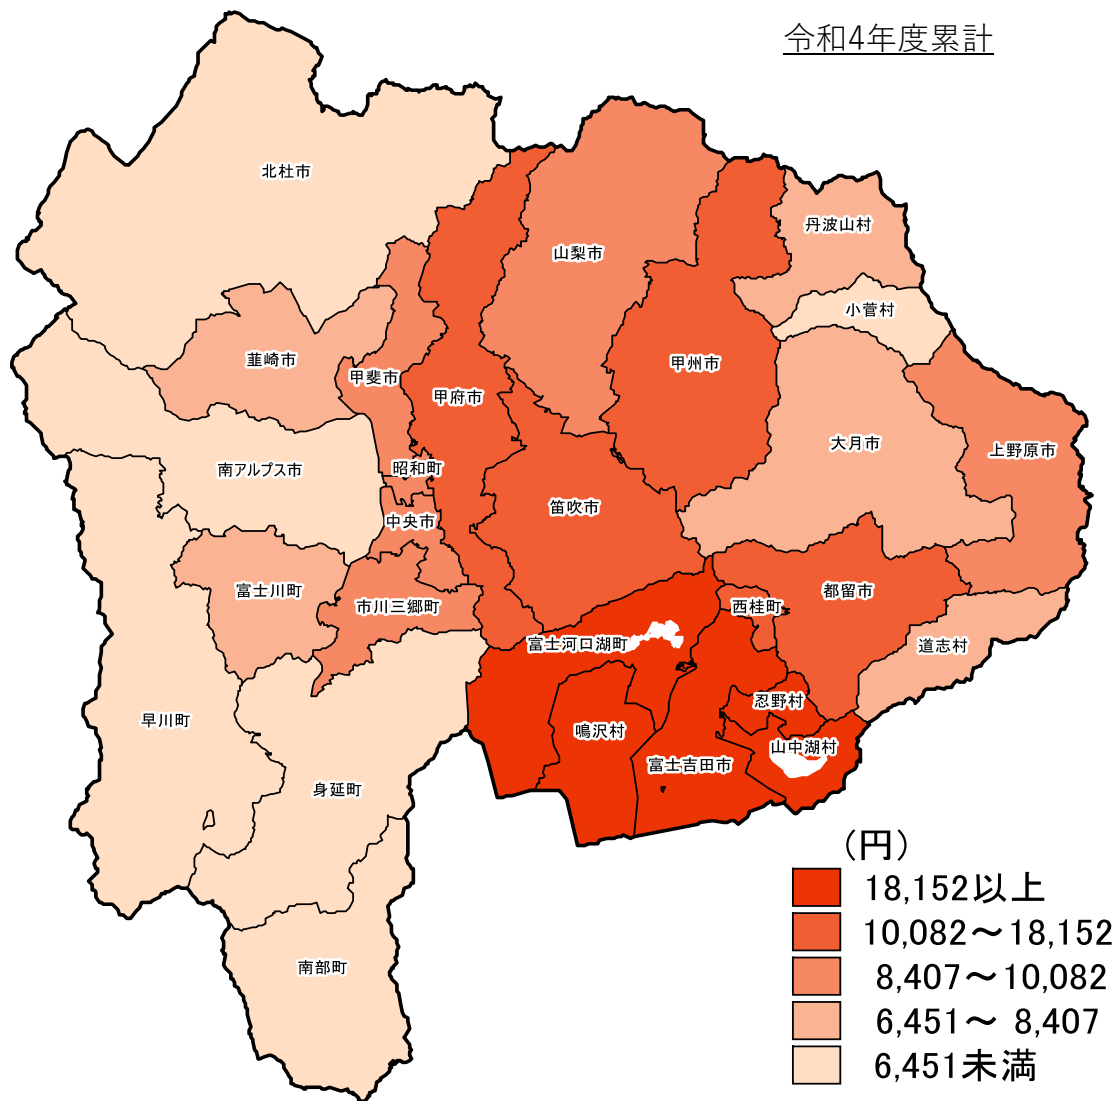 令和4年度累計
北杜市
丹波山村
山梨市
小菅村
韮崎市
甲斐市
甲州市
甲府市
大月市
上野原市
南アルプス市
昭和町
笛吹市
中央市
富士川町
市川三郷町
西桂町
都留市
富士河口湖町
道志村
忍野村
早川町
鳴沢村
山中湖村
富士吉田市
身延町
南部町
(円)
18,152以上
10,082～18,152
8,407～10,082
6,451～ 8,407
6,451未満